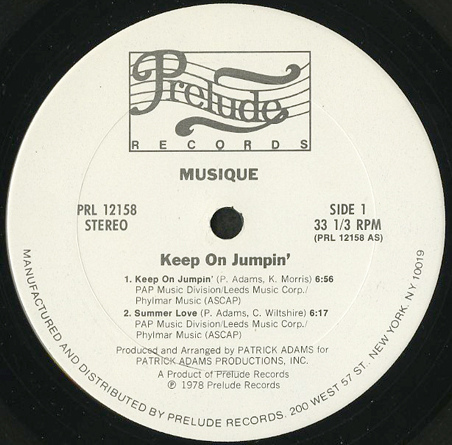 Prelude
RECORDS
MUSIQUE
PRL 12158
STEREO
SIDE 1
33 1/3 RPM
(PRL 12158 AS)
Keep On Jumpin'
1. Keep On Jumpin' (P. Adams, K. Morris) 6:56
PAP Music Division/Leeds Music Corp./
Phylmar Music (ASCAP)
2. Summer Love (P. Adams, C. Wiltshire) 6:17
PAP Music Division/Leeds Music Corp./
Phylmar Music (ASCAP)
Produced and Arranged by PATRICK ADAMS for
PATRICK ADAMS PRODUCTIONS, INC.
A Product of Prelude Records
℗ 1978 Prelude Records
MANUFACTURED AND DISTRIBUTED BY PRELUDE RECORDS. 200 WEST 57 ST. NEW YORK. NY 10019